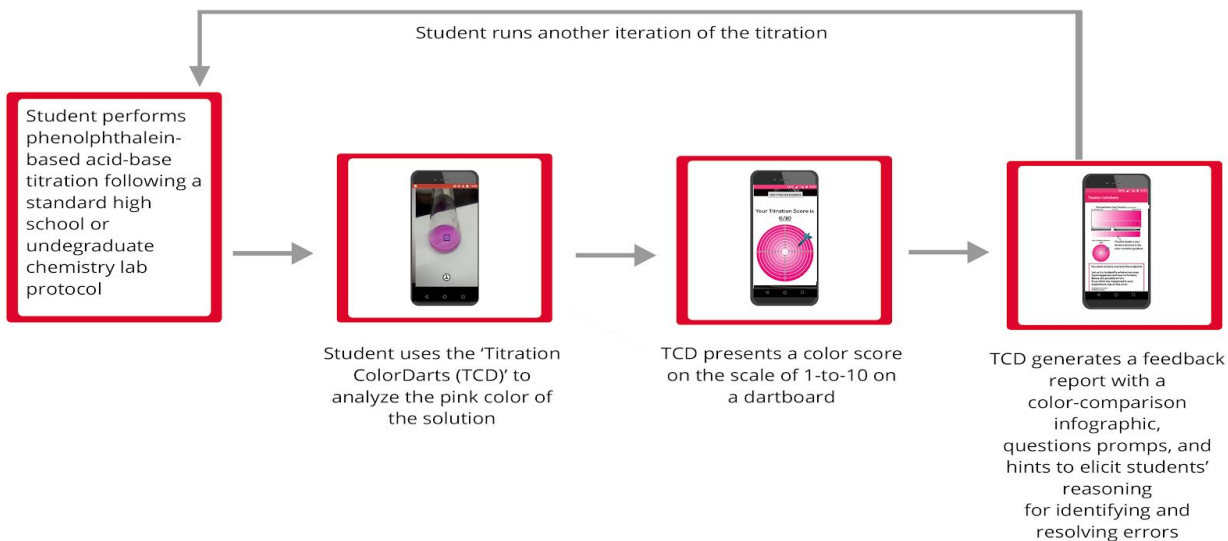 Student runs another iteration of the titration
Student performs
phenolphthalein-
based acid-base
titration following a
standard high
school or
undegraduate
chemistry lab
protocol
Your Titration Score is
Student uses the ‘Titration
ColorDarts (TCD)’ to
analyze the pink color of
the solution
TCD presents a color score
on the scale of 1-to-10 on
a dartboard
TCD generates a feedback
report with a
color-comparison
infographic,
questions promps, and
hints to elicit students’
reasoning
for identifying and
resolving errors